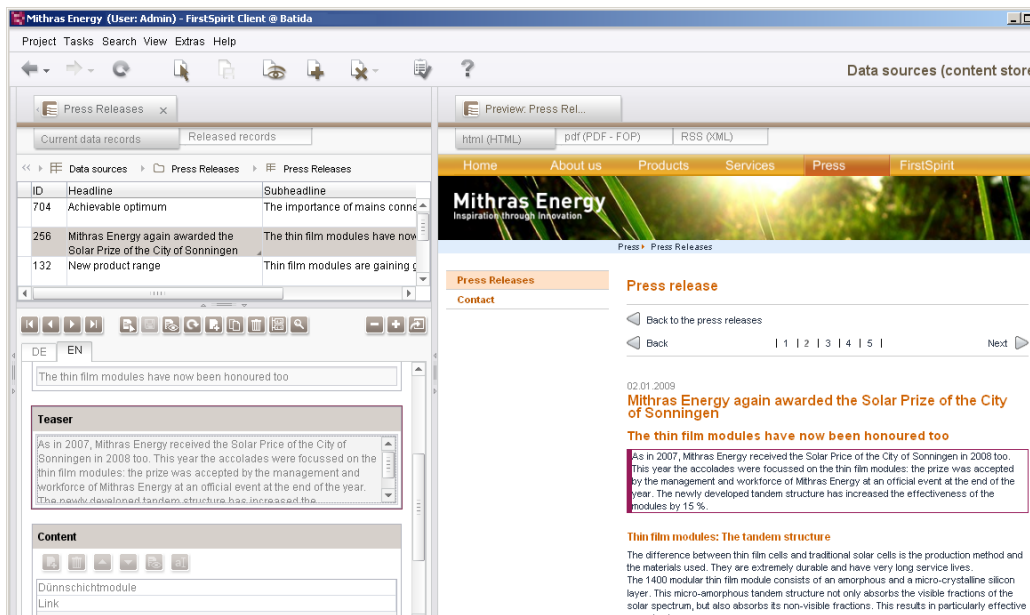 Mithras Energy (User: Admin) - FirstSpirit Client @ Batida
Project Tasks Search View Extras Help
Data sources (content store
Press Releases x
Current data records Released records
Data sources Press Releases Press Releases
ID Headline Subheadline
704 Achievable optimum The importance of mains conne
256 Mithras Energy again awarded the The thin film modules have now
Solar Prize of the City of Sonningen
132 New product range Thin film modules are gaining g
DE EN
The thin film modules have now been honoured too
Teaser
As in 2007, Mithras Energy received the Solar Price of the City of
Sonningen in 2008 too. This year the accolades were focussed on the
thin film modules: the prize was accepted by the management and
workforce of Mithras Energy at an official event at the end of the year.
The newly developed tandem structure has increased the
Content
Dünnschichtmodule
Link
Preview: Press Rel...
html (HTML) pdf (PDF - FOP) RSS (XML)
Home About us Products Services Press FirstSpirit
Mithras Energy
Inspiration through Innovation
Press Press Releases
Press Releases
Contact
Press release
Back to the press releases
Back | 1 | 2 | 3 | 4 | 5 | Next
02.01.2009
Mithras Energy again awarded the Solar Prize of the City
of Sonningen
The thin film modules have now been honoured too
As in 2007, Mithras Energy received the Solar Price of the City of Sonningen in 2008 too.
This year the accolades were focussed on the thin film modules: the prize was accepted
by the management and workforce of Mithras Energy at an official event at the end of the
year. The newly developed tandem structure has increased the effectiveness of the
modules by 15 %.
Thin film modules: The tandem structure
The difference between thin film cells and traditional solar cells is the production method and
the materials used. They are extremely durable and have very long service lives.
The 1400 modular thin film module consists of an amorphous and a micro-crystalline silicon
layer. This micro-amorphous tandem structure not only absorbs the visible fractions of the
solar spectrum, but also absorbs its non-visible fractions. This results in particularly effective